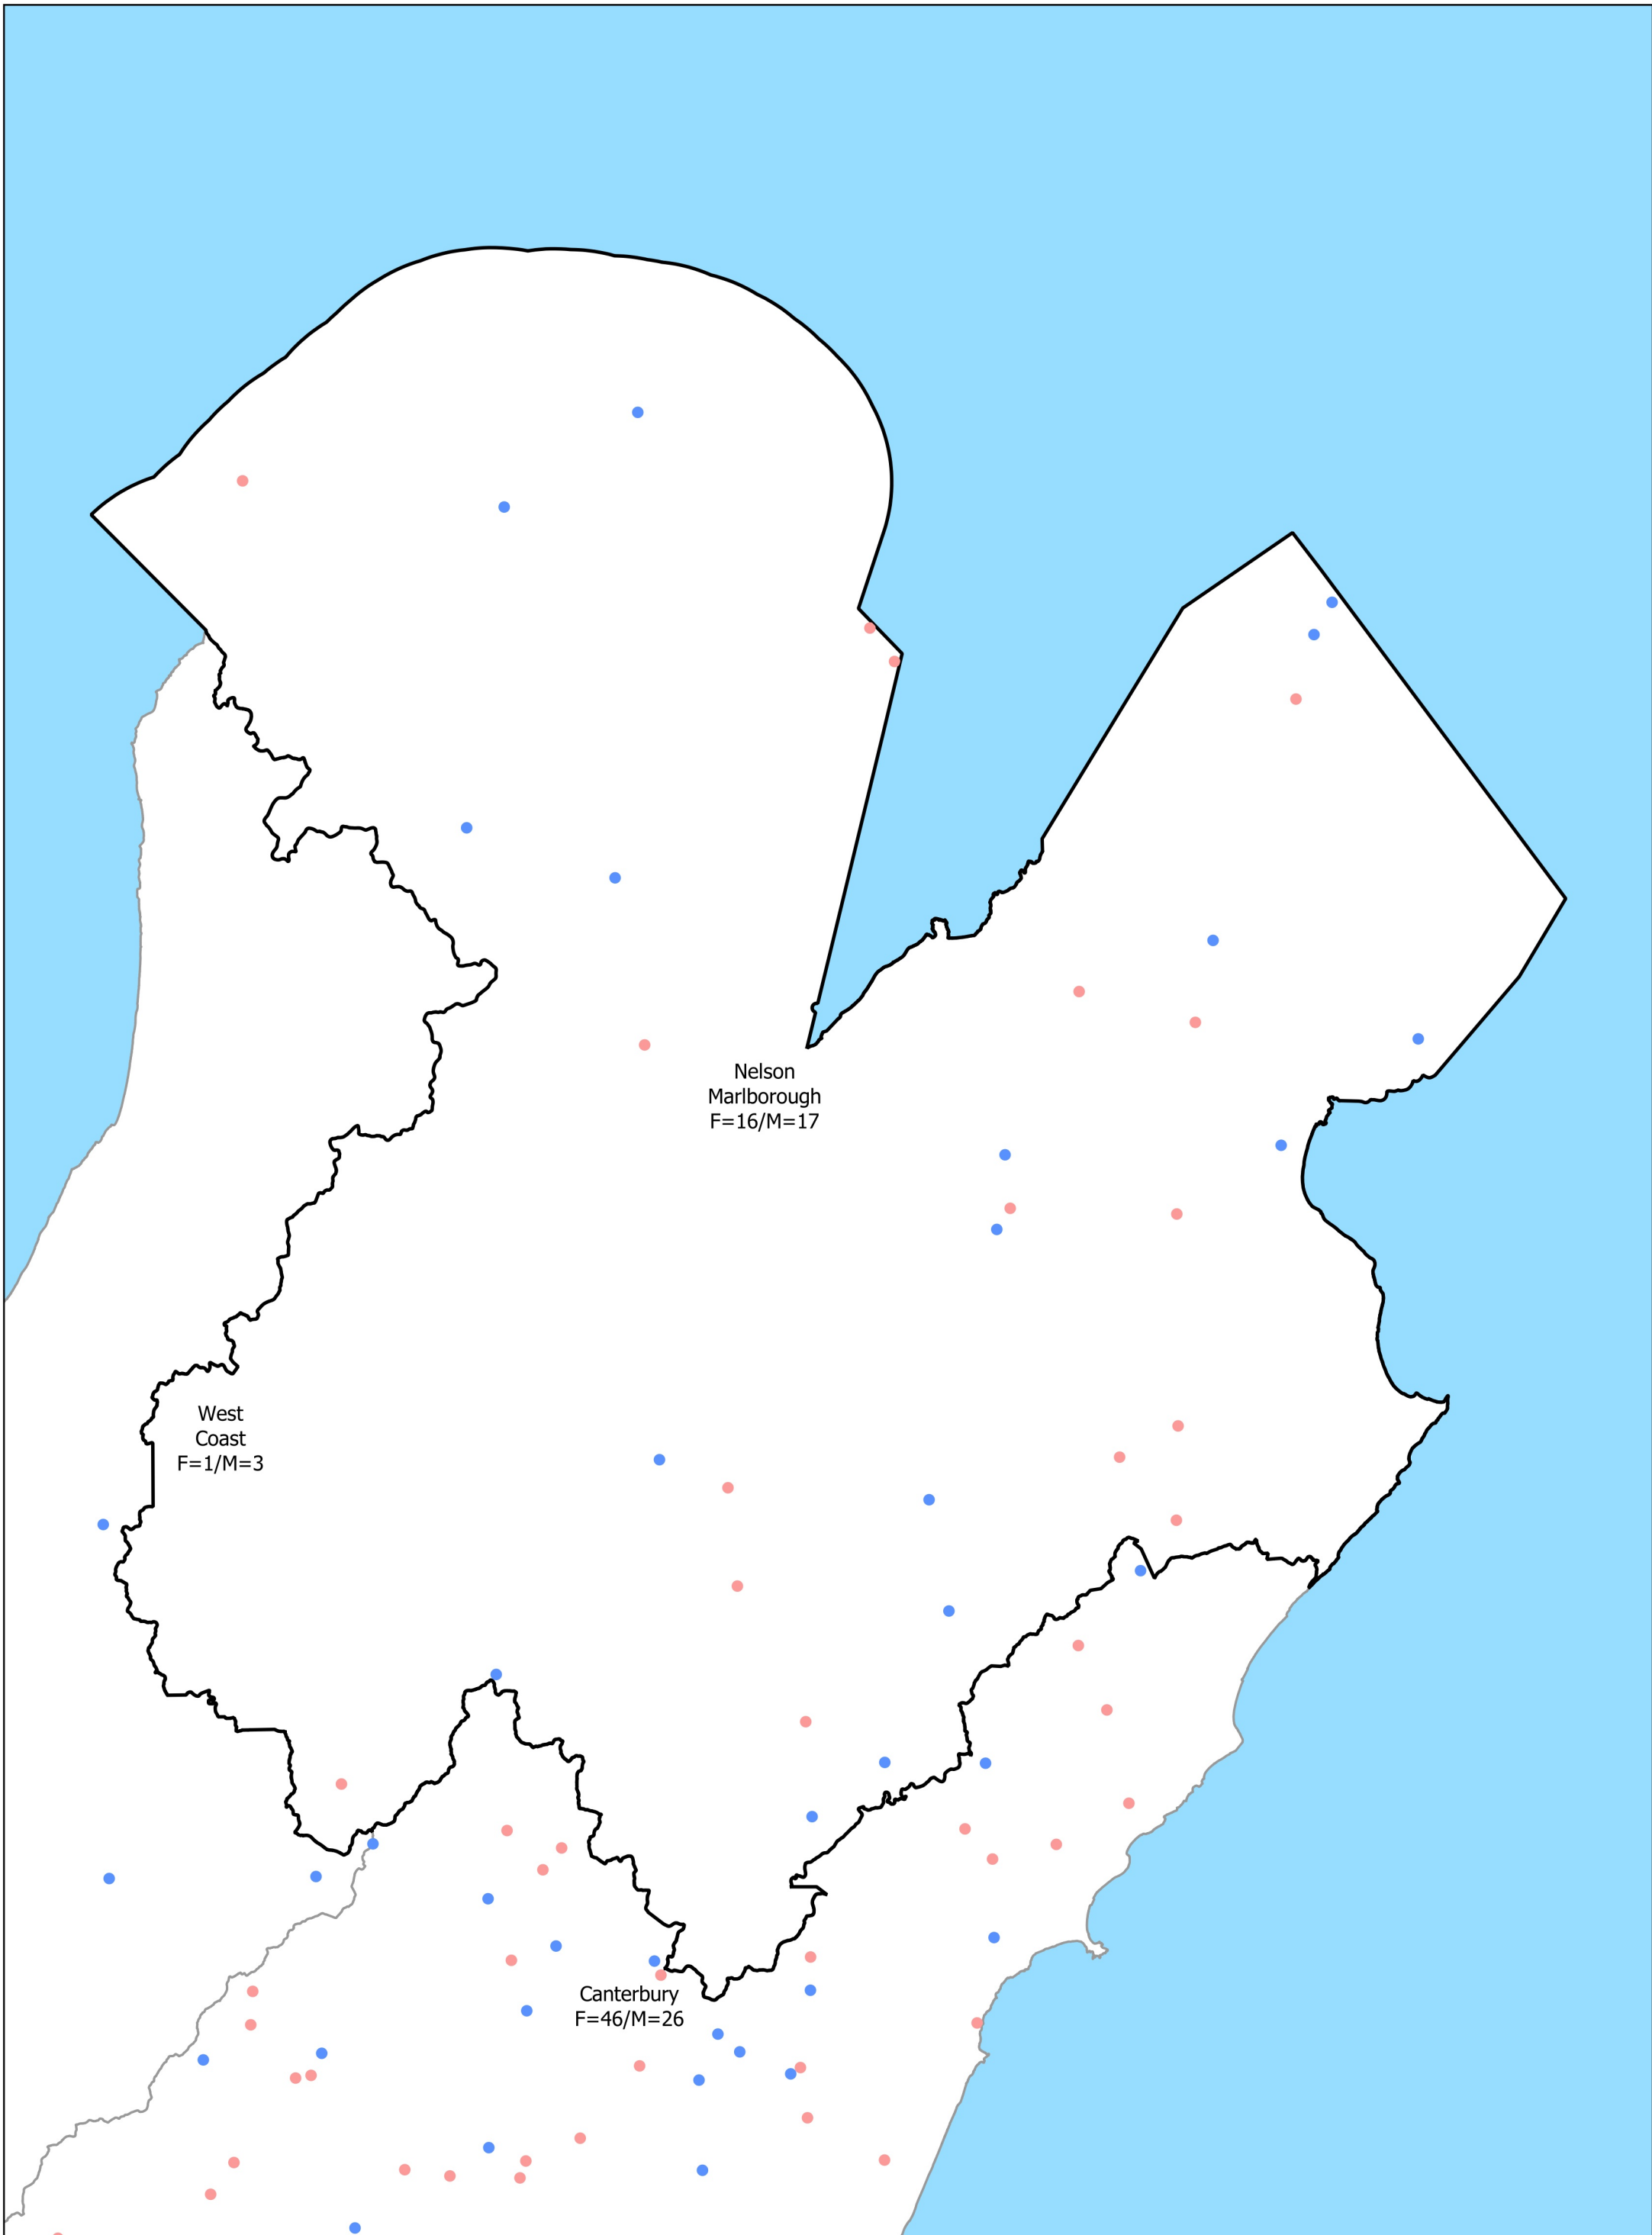 Nelson
Marlborough
F=16/M=17
West
Coast
F=1/M=3
Canterbury
F=46/M=26